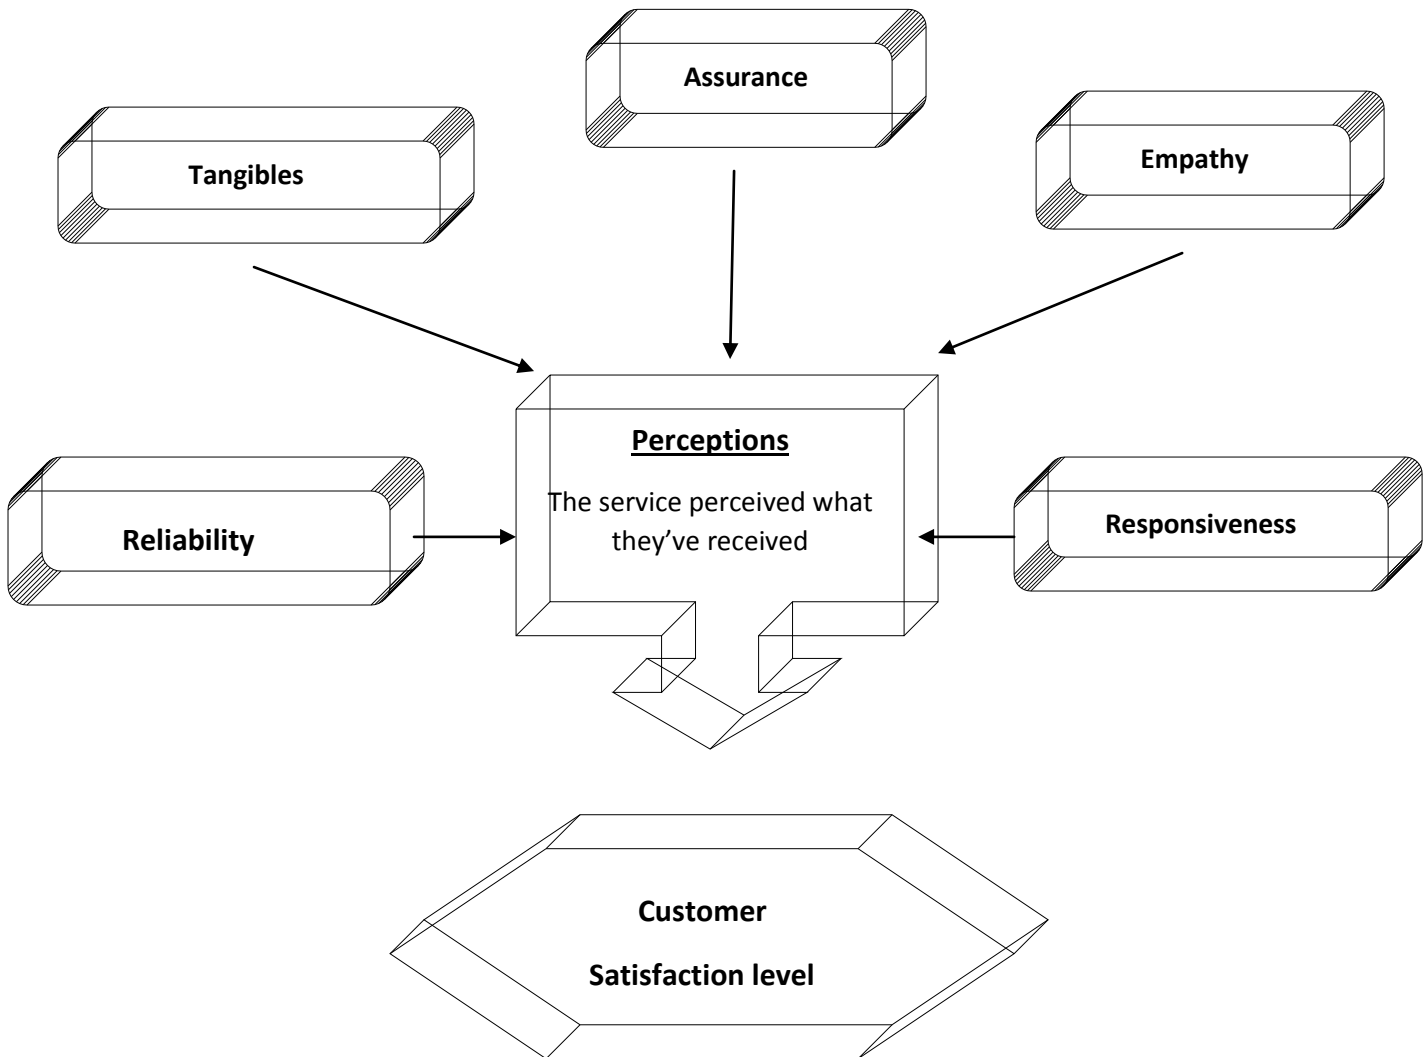 Assurance
Tangibles
Empathy
Perceptions
The service perceived what
they’ve received
Reliability
Responsiveness
Customer
Satisfaction level